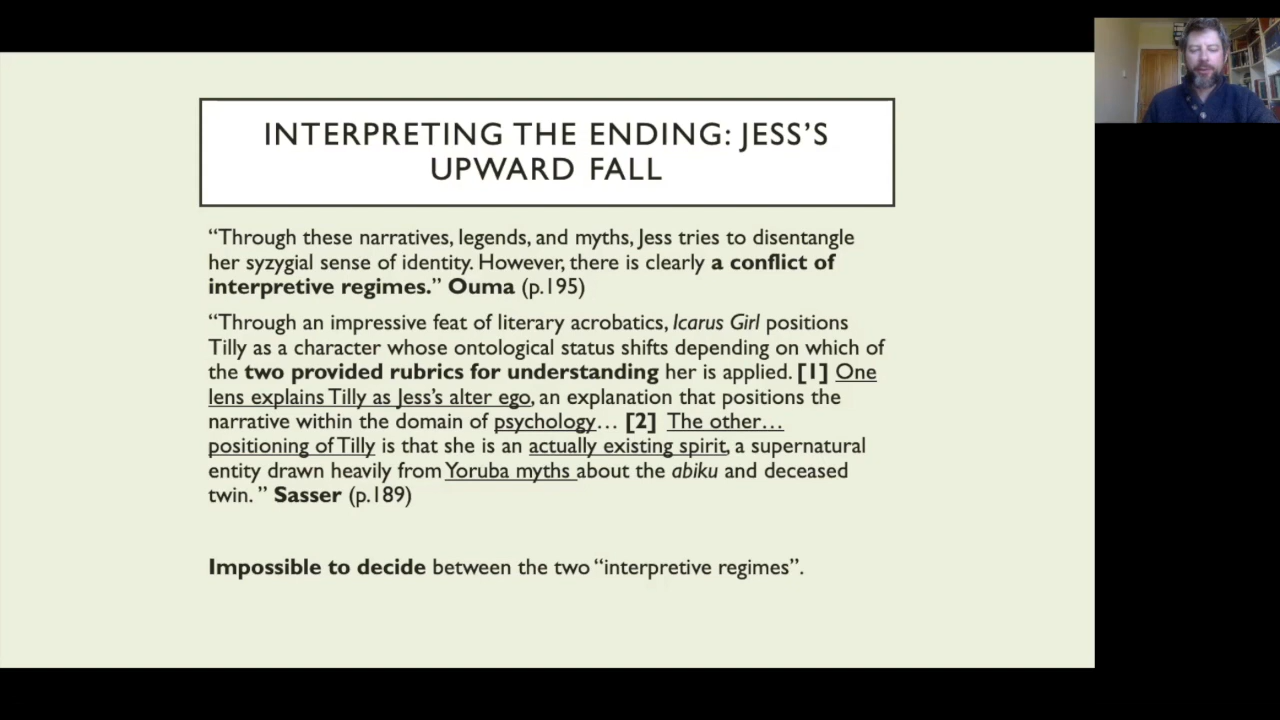 INTERPRETING THE ENDING: JESS’S
UPWARD FALL
“Through these narratives, legends, and myths, Jess tries to disentangle
her syzygial sense of identity. However, there is clearly a conflict of
interpretive regimes.” Ouma (p.195)
“Through an impressive feat of literary acrobatics, Icarus Girl positions
Tilly as a character whose ontological status shifts depending on which of
the two provided rubrics for understanding her is applied. [1] One
lens explains Tilly as Jess’s alter ego, an explanation that positions the
narrative within the domain of psychology… [2] The other…
positioning of Tilly is that she is an actually existing spirit, a supernatural
entity drawn heavily from Yoruba myths about the abiku and deceased
twin. ” Sasser (p.189)
Impossible to decide between the two “interpretive regimes”.